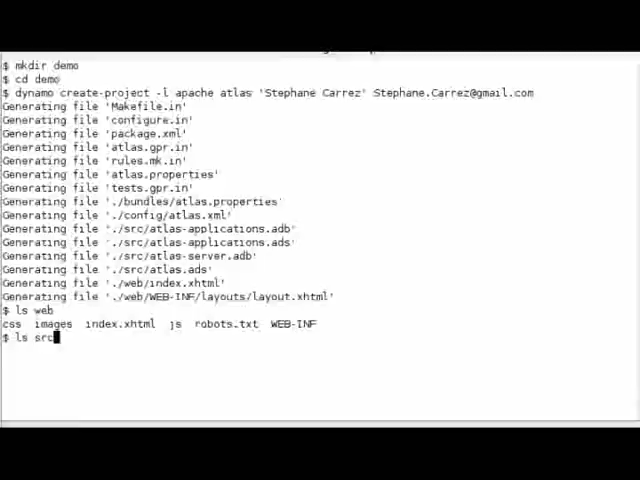 $ mkdir demo
$ cd demo
$ dynamo create-project -l apache atlas 'Stephane Carrez' Stephane.Carrez@gmail.com
Generating file 'Makefile.in'
Generating file 'configure.in'
Generating file 'package.xml'
Generating file 'atlas.gpr.in'
Generating file 'rules.mk.in'
Generating file 'atlas.properties'
Generating file 'tests.gpr.in'
Generating file './bundles/atlas.properties'
Generating file './config/atlas.xml'
Generating file './src/atlas-applications.adb'
Generating file './src/atlas-applications.ads'
Generating file './src/atlas-server.adb'
Generating file './src/atlas.ads'
Generating file './web/index.xhtml'
Generating file './web/WEB-INF/layouts/layout.xhtml'
$ ls web
css images index.xhtml js robots.txt WEB-INF
$ ls src